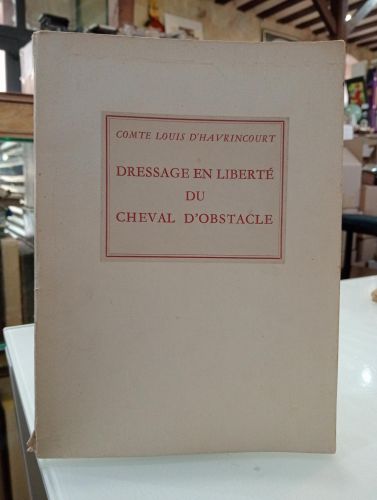 COMTE LOUIS D'HAVRINCOURT
DRESSAGE EN LIBERTÉ
DU
CHEVAL D'OBSTACLE